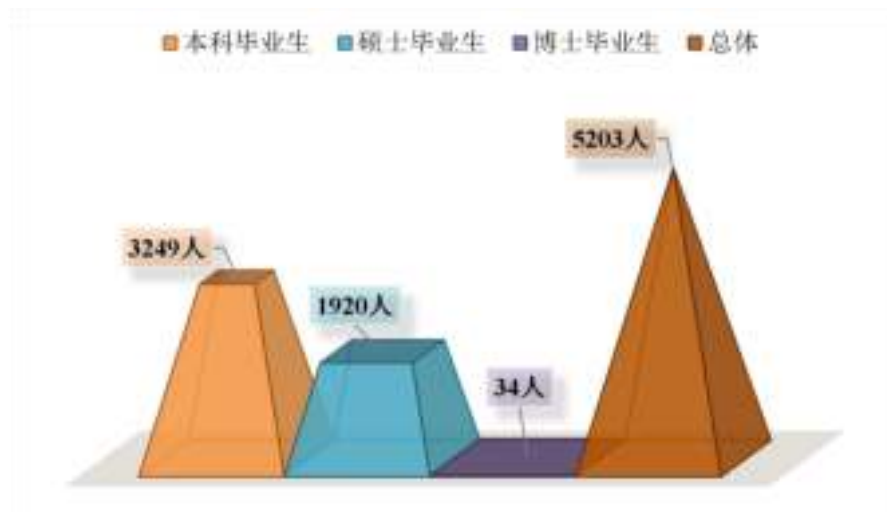 本科毕业生 硕士毕业生 博士毕业生 总体
5203人
3249人
1920人
34人